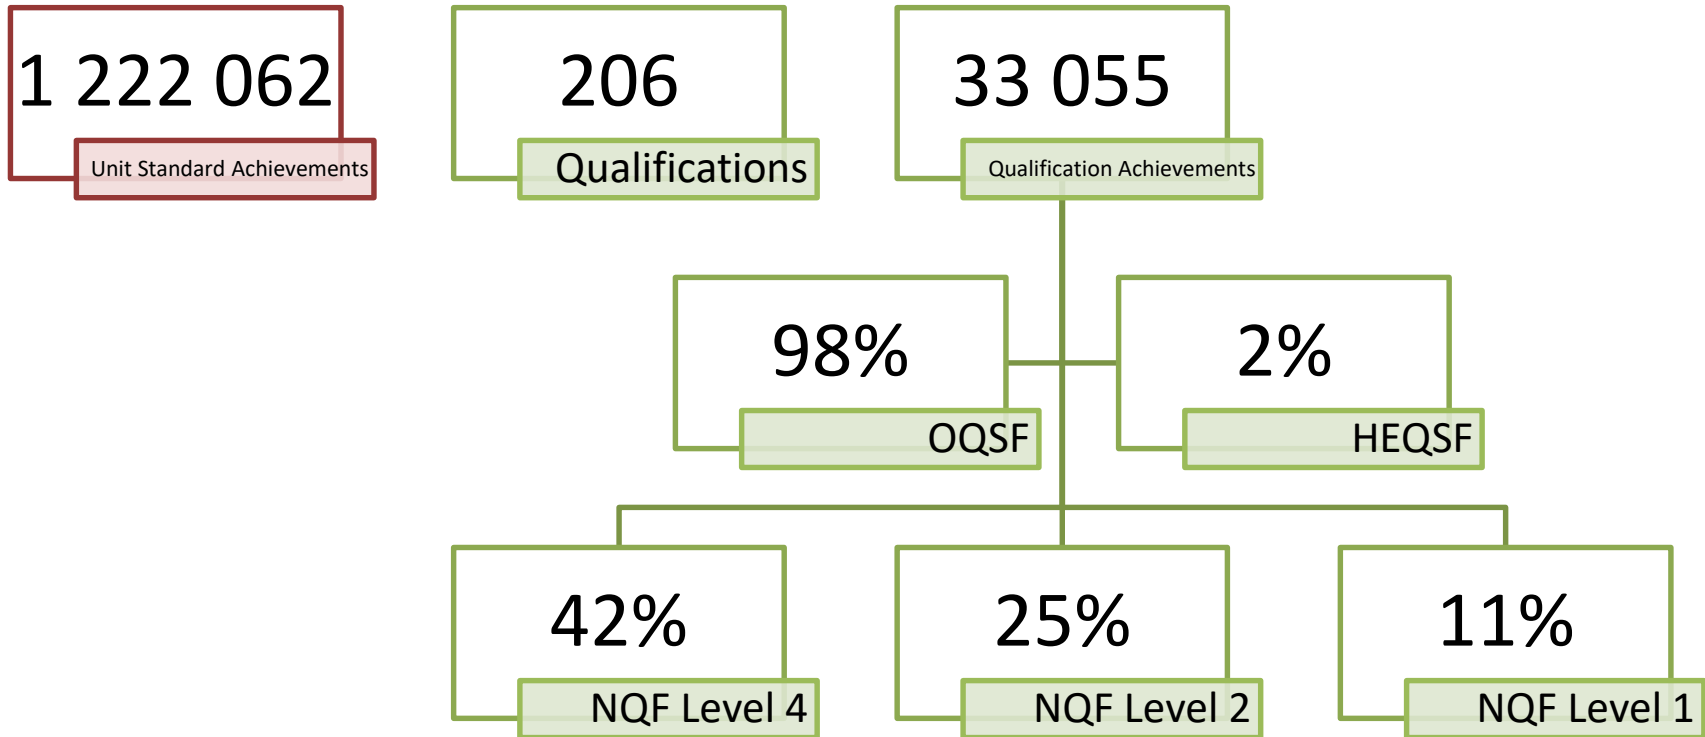 1 222 062
Unit Standard Achievements
206
Qualifications
33 055
Qualification Achievements
98%
OQSF
2%
HEQSF
42%
NQF Level 4
25%
NQF Level 2
11%
NQF Level 1